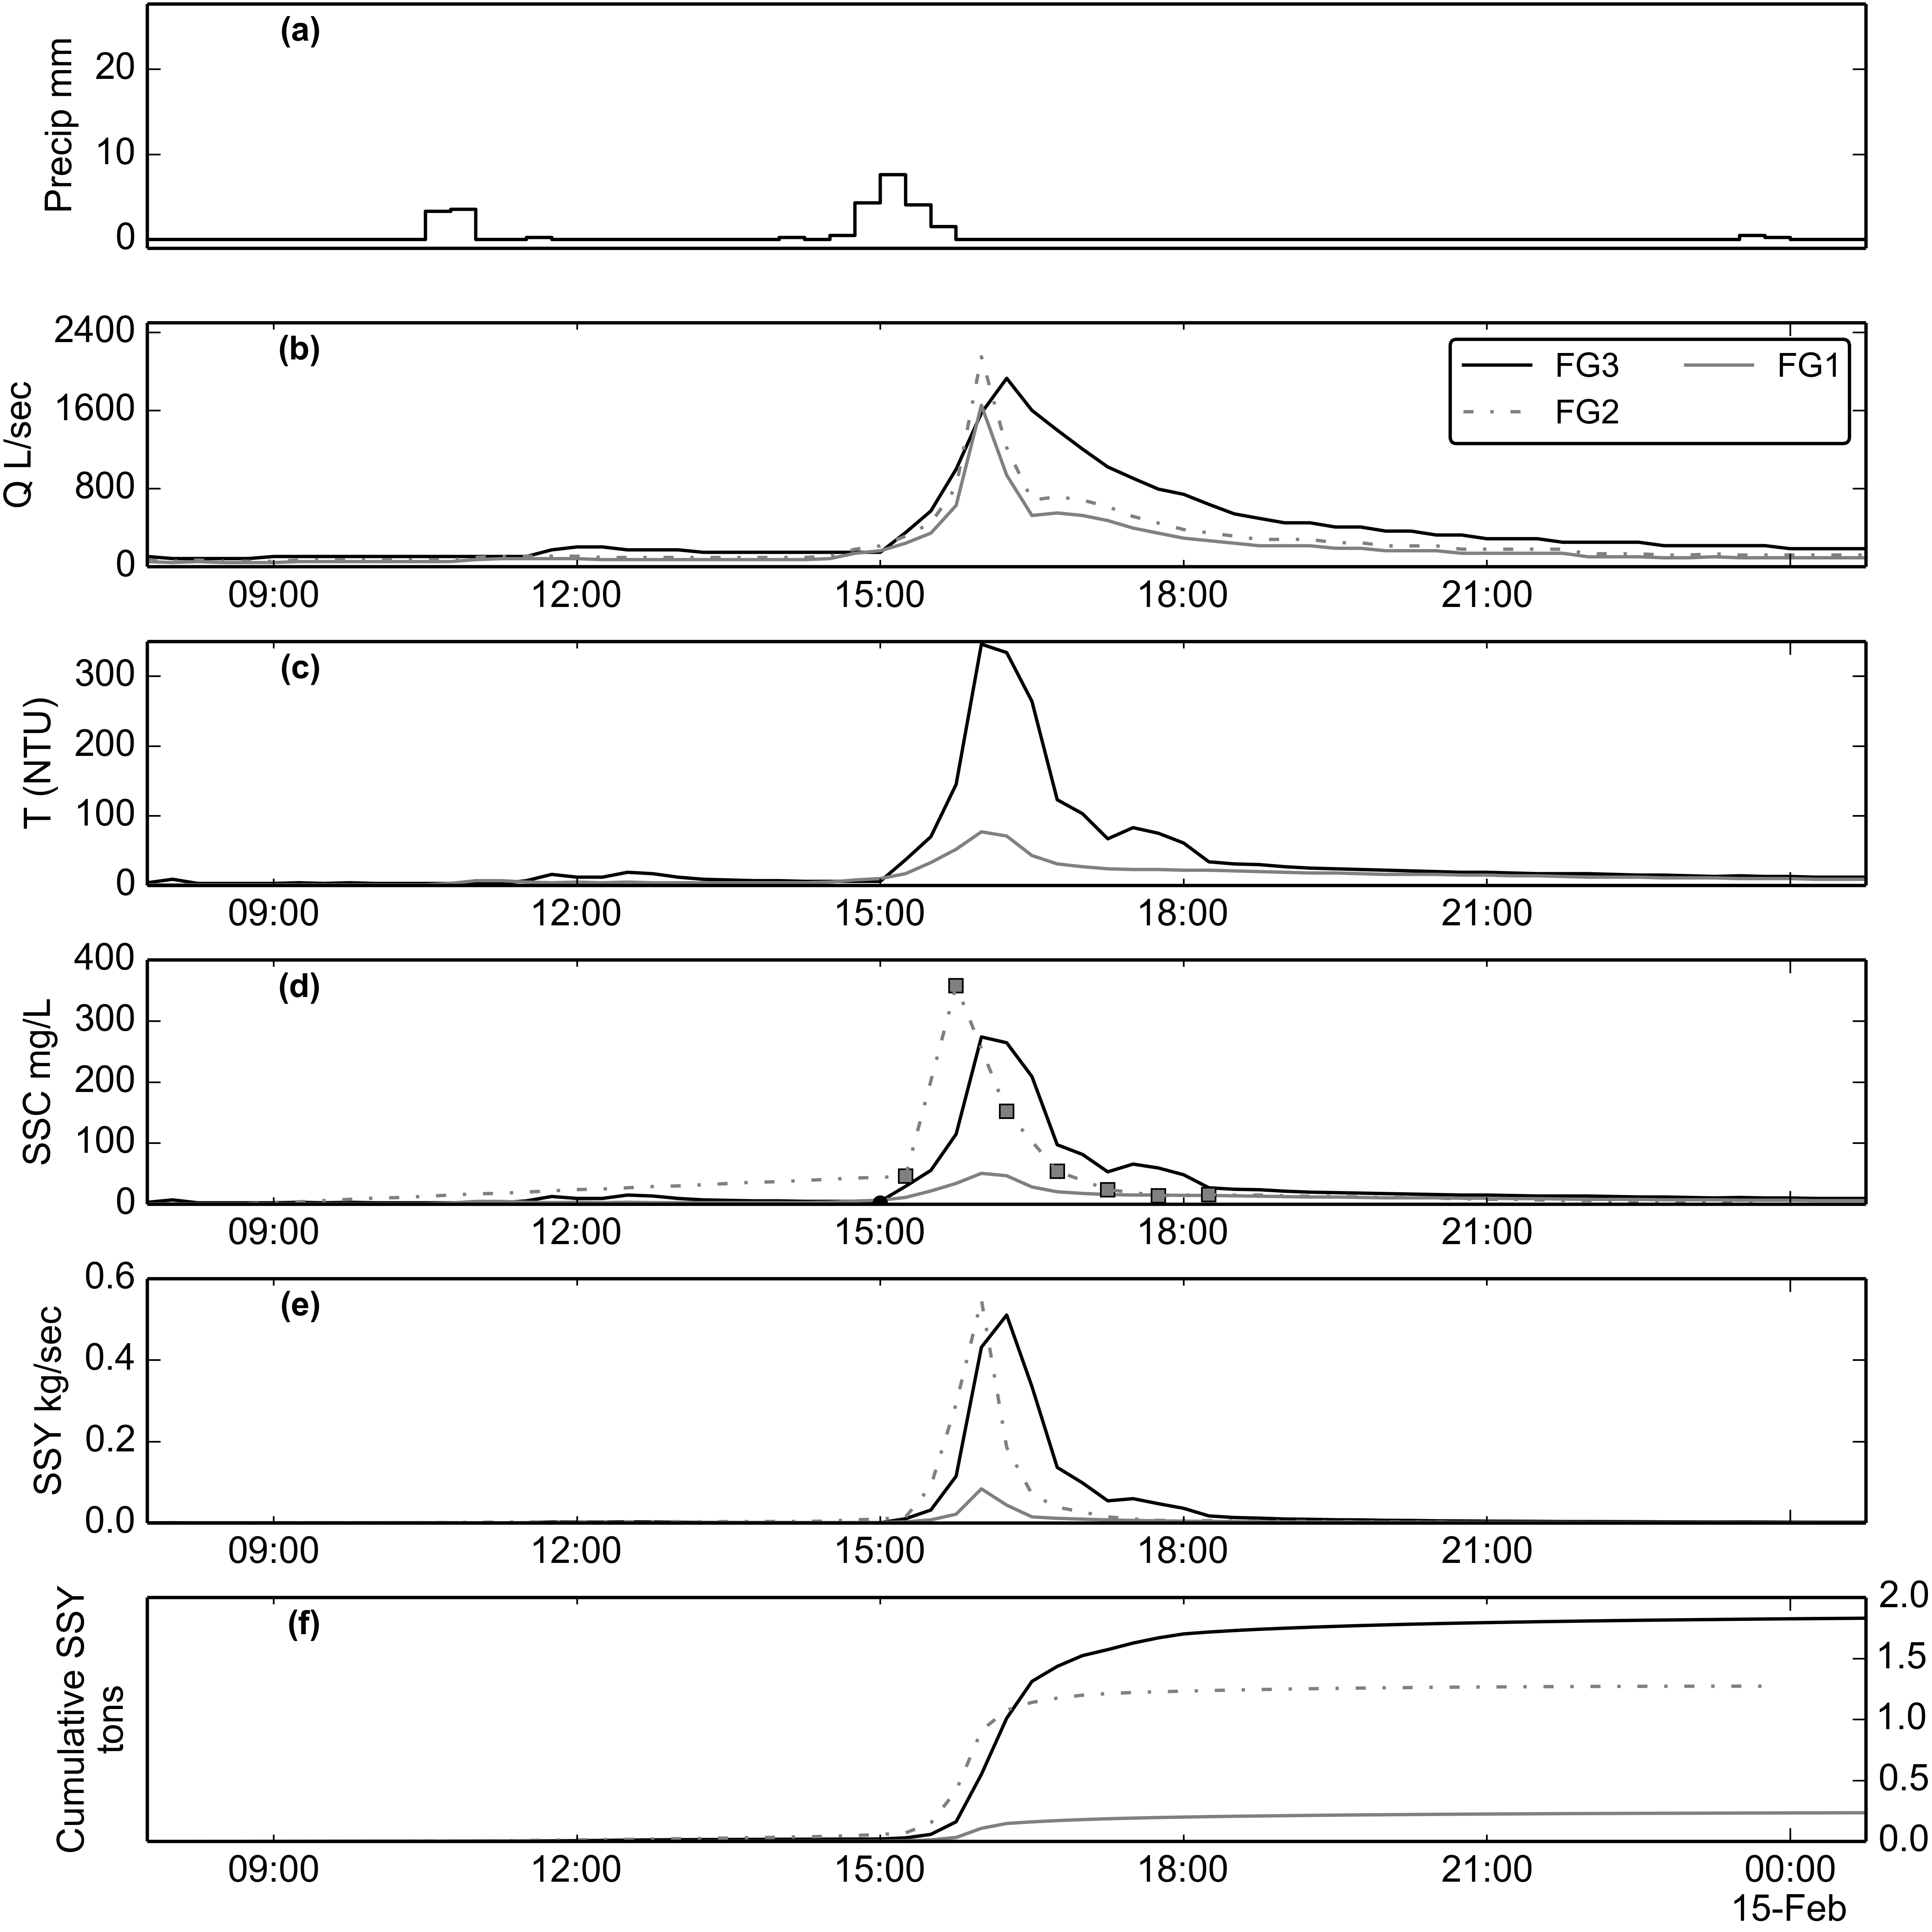 (a)
Precip mm
20
10
0
(b)
Q L/sec
2400
1600
800
0
FG3 FG1
FG2
09:00 12:00 15:00 18:00 21:00
(c)
T (NTU)
300
200
100
0
09:00 12:00 15:00 18:00 21:00
(d)
SSC mg/L
400
300
200
100
0
09:00 12:00 15:00 18:00 21:00
(e)
SSY kg/sec
0.6
0.4
0.2
0.0
09:00 12:00 15:00 18:00 21:00
(f)
Cumulative SSY
tons
2.0
1.5
1.0
0.5
0.0
09:00 12:00 15:00 18:00 21:00 00:00
15-Feb